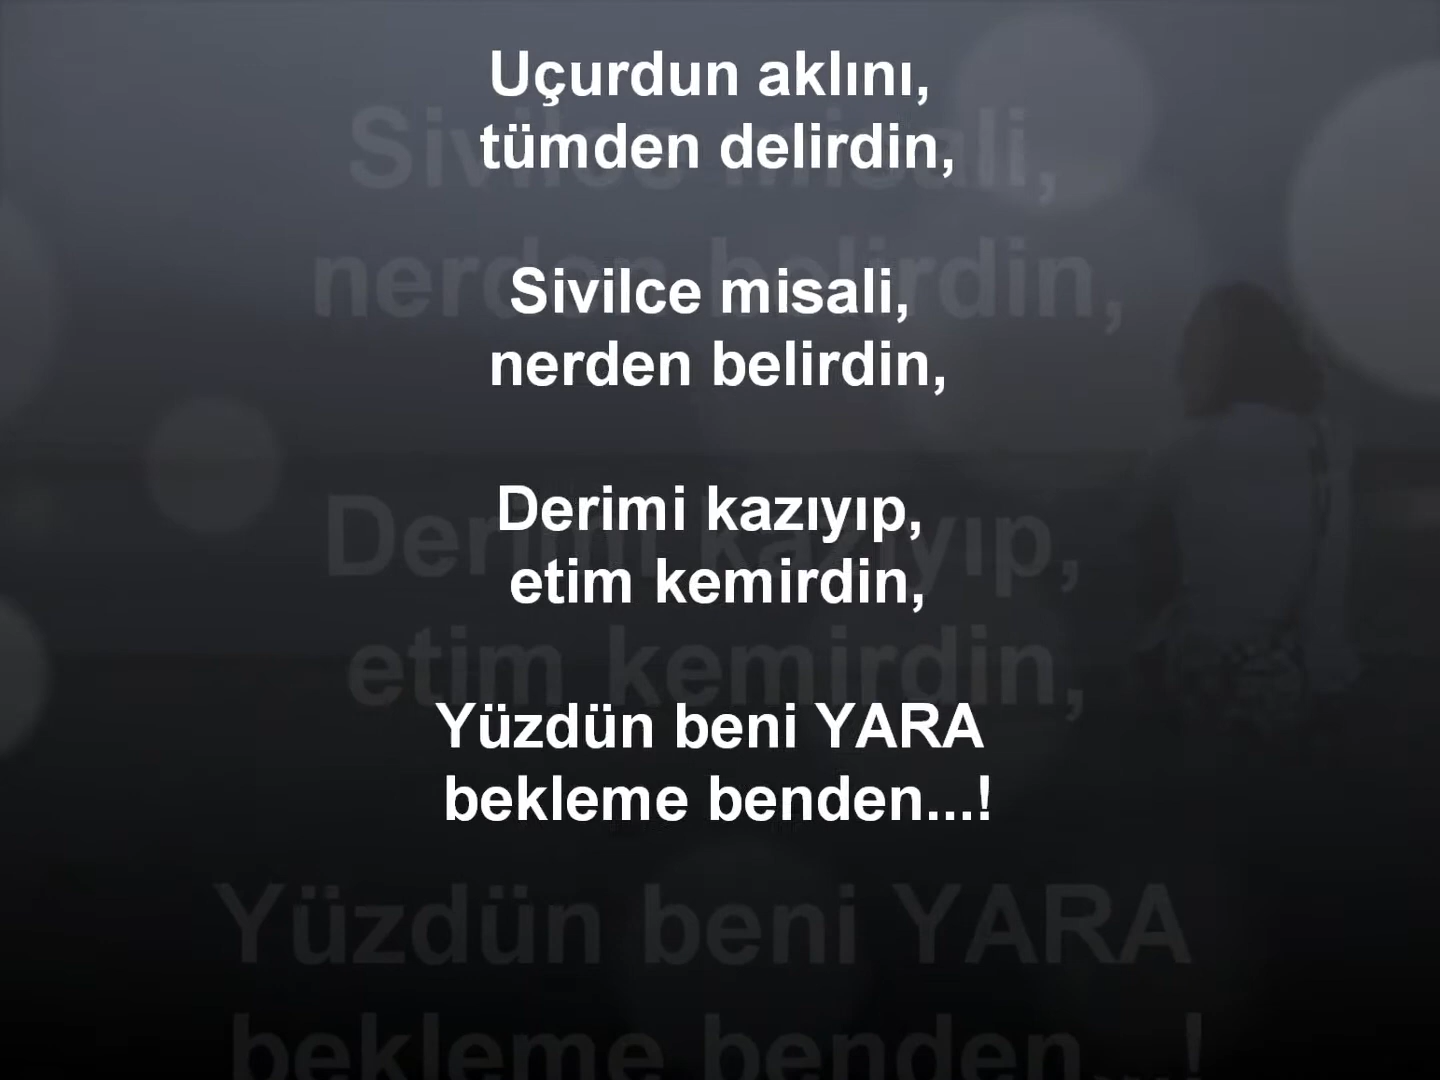 Uçurdun aklını,
tümden delirdin,
Sivilce misali,
nerden belirdin,
Derimi kazıyıp,
etim kemirdin,
Yüzdün beni YARA
bekleme benden...!